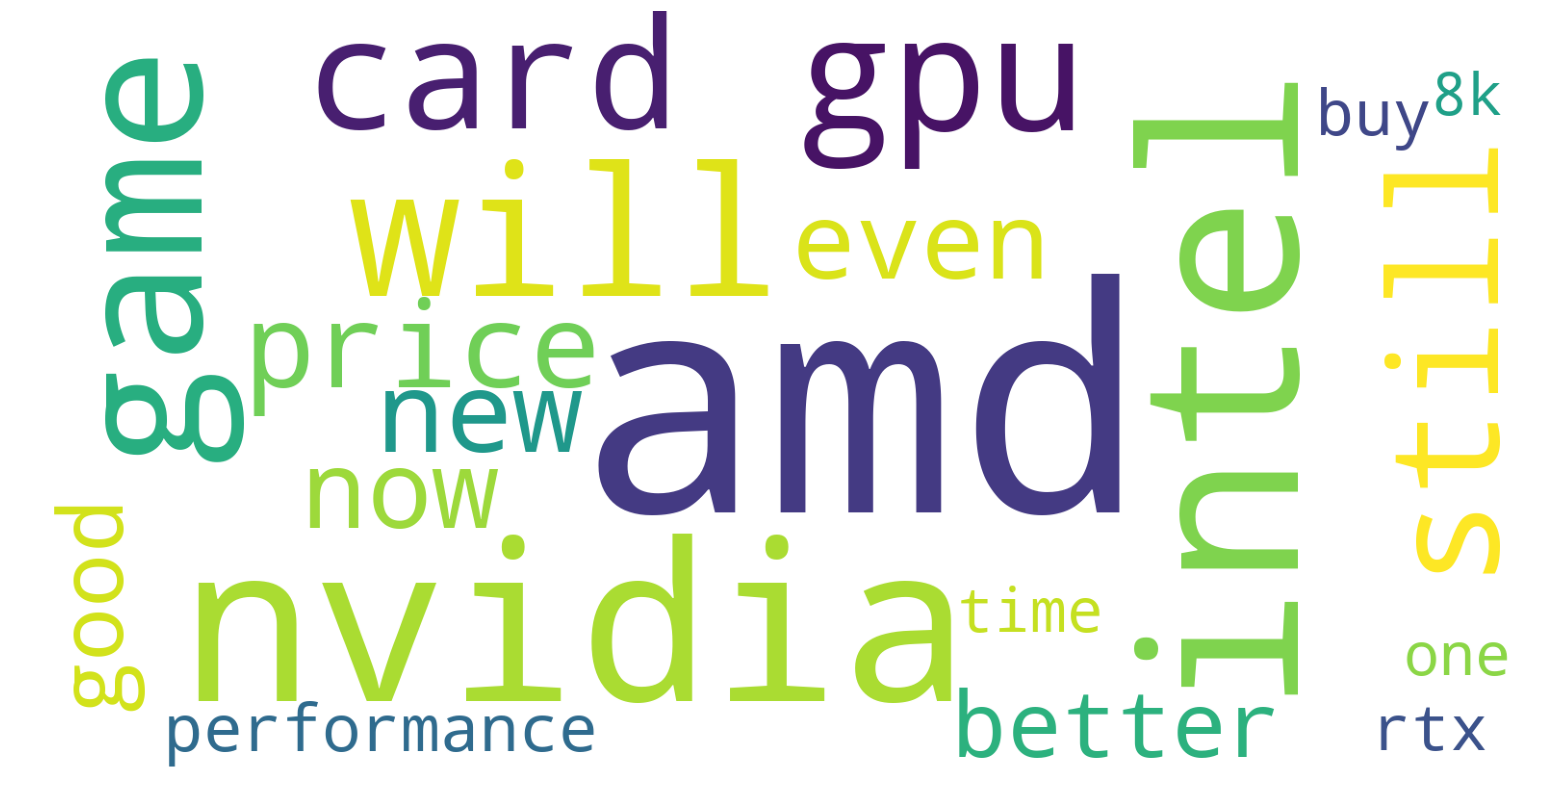 card
gpu
game
will
even
intel
buy
8k
still
price
new
amd
now
good
nvidia
time
one
performance
better
rtx